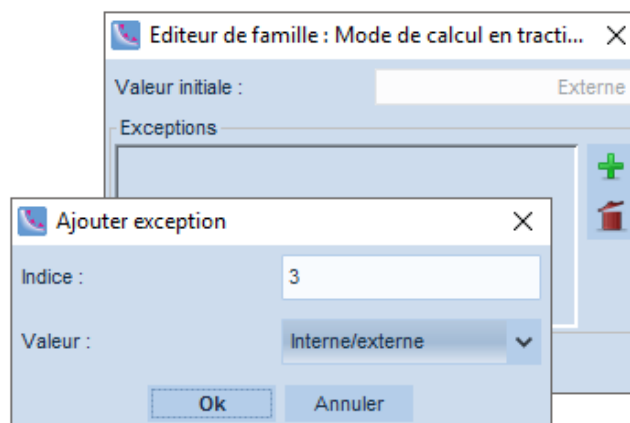 Editeur de famille : Mode de calcul en tracti...
Valeur initiale :
Externe
Exceptions
Ajouter exception
Indice :
3
Valeur :
Interne/externe
Ok
Annuler